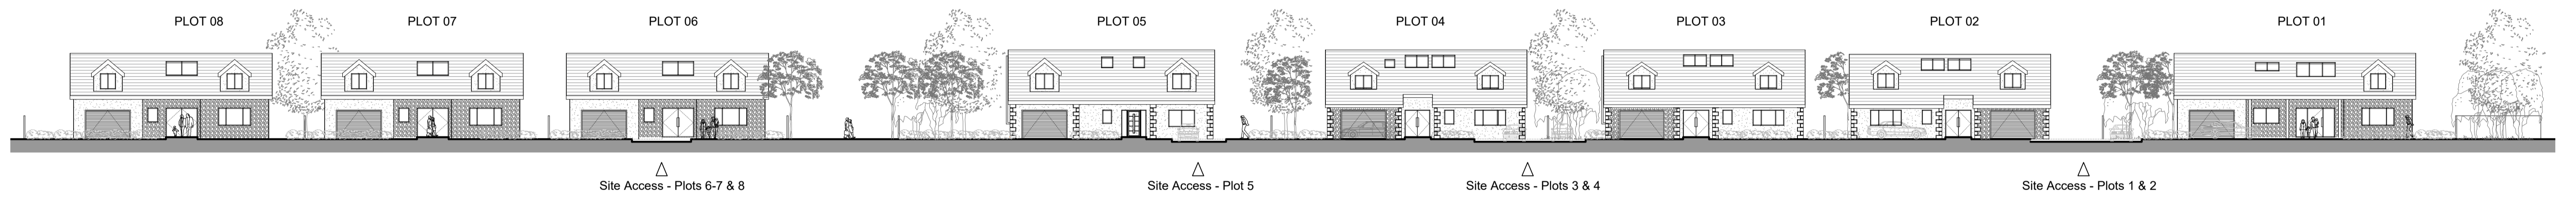 PLOT 08
PLOT 07
PLOT 06
PLOT 05
PLOT 04
PLOT 03
PLOT 02
PLOT 01
Site Access - Plots 6-7 & 8
Site Access - Plot 5
Site Access - Plots 3 & 4
Site Access - Plots 1 & 2